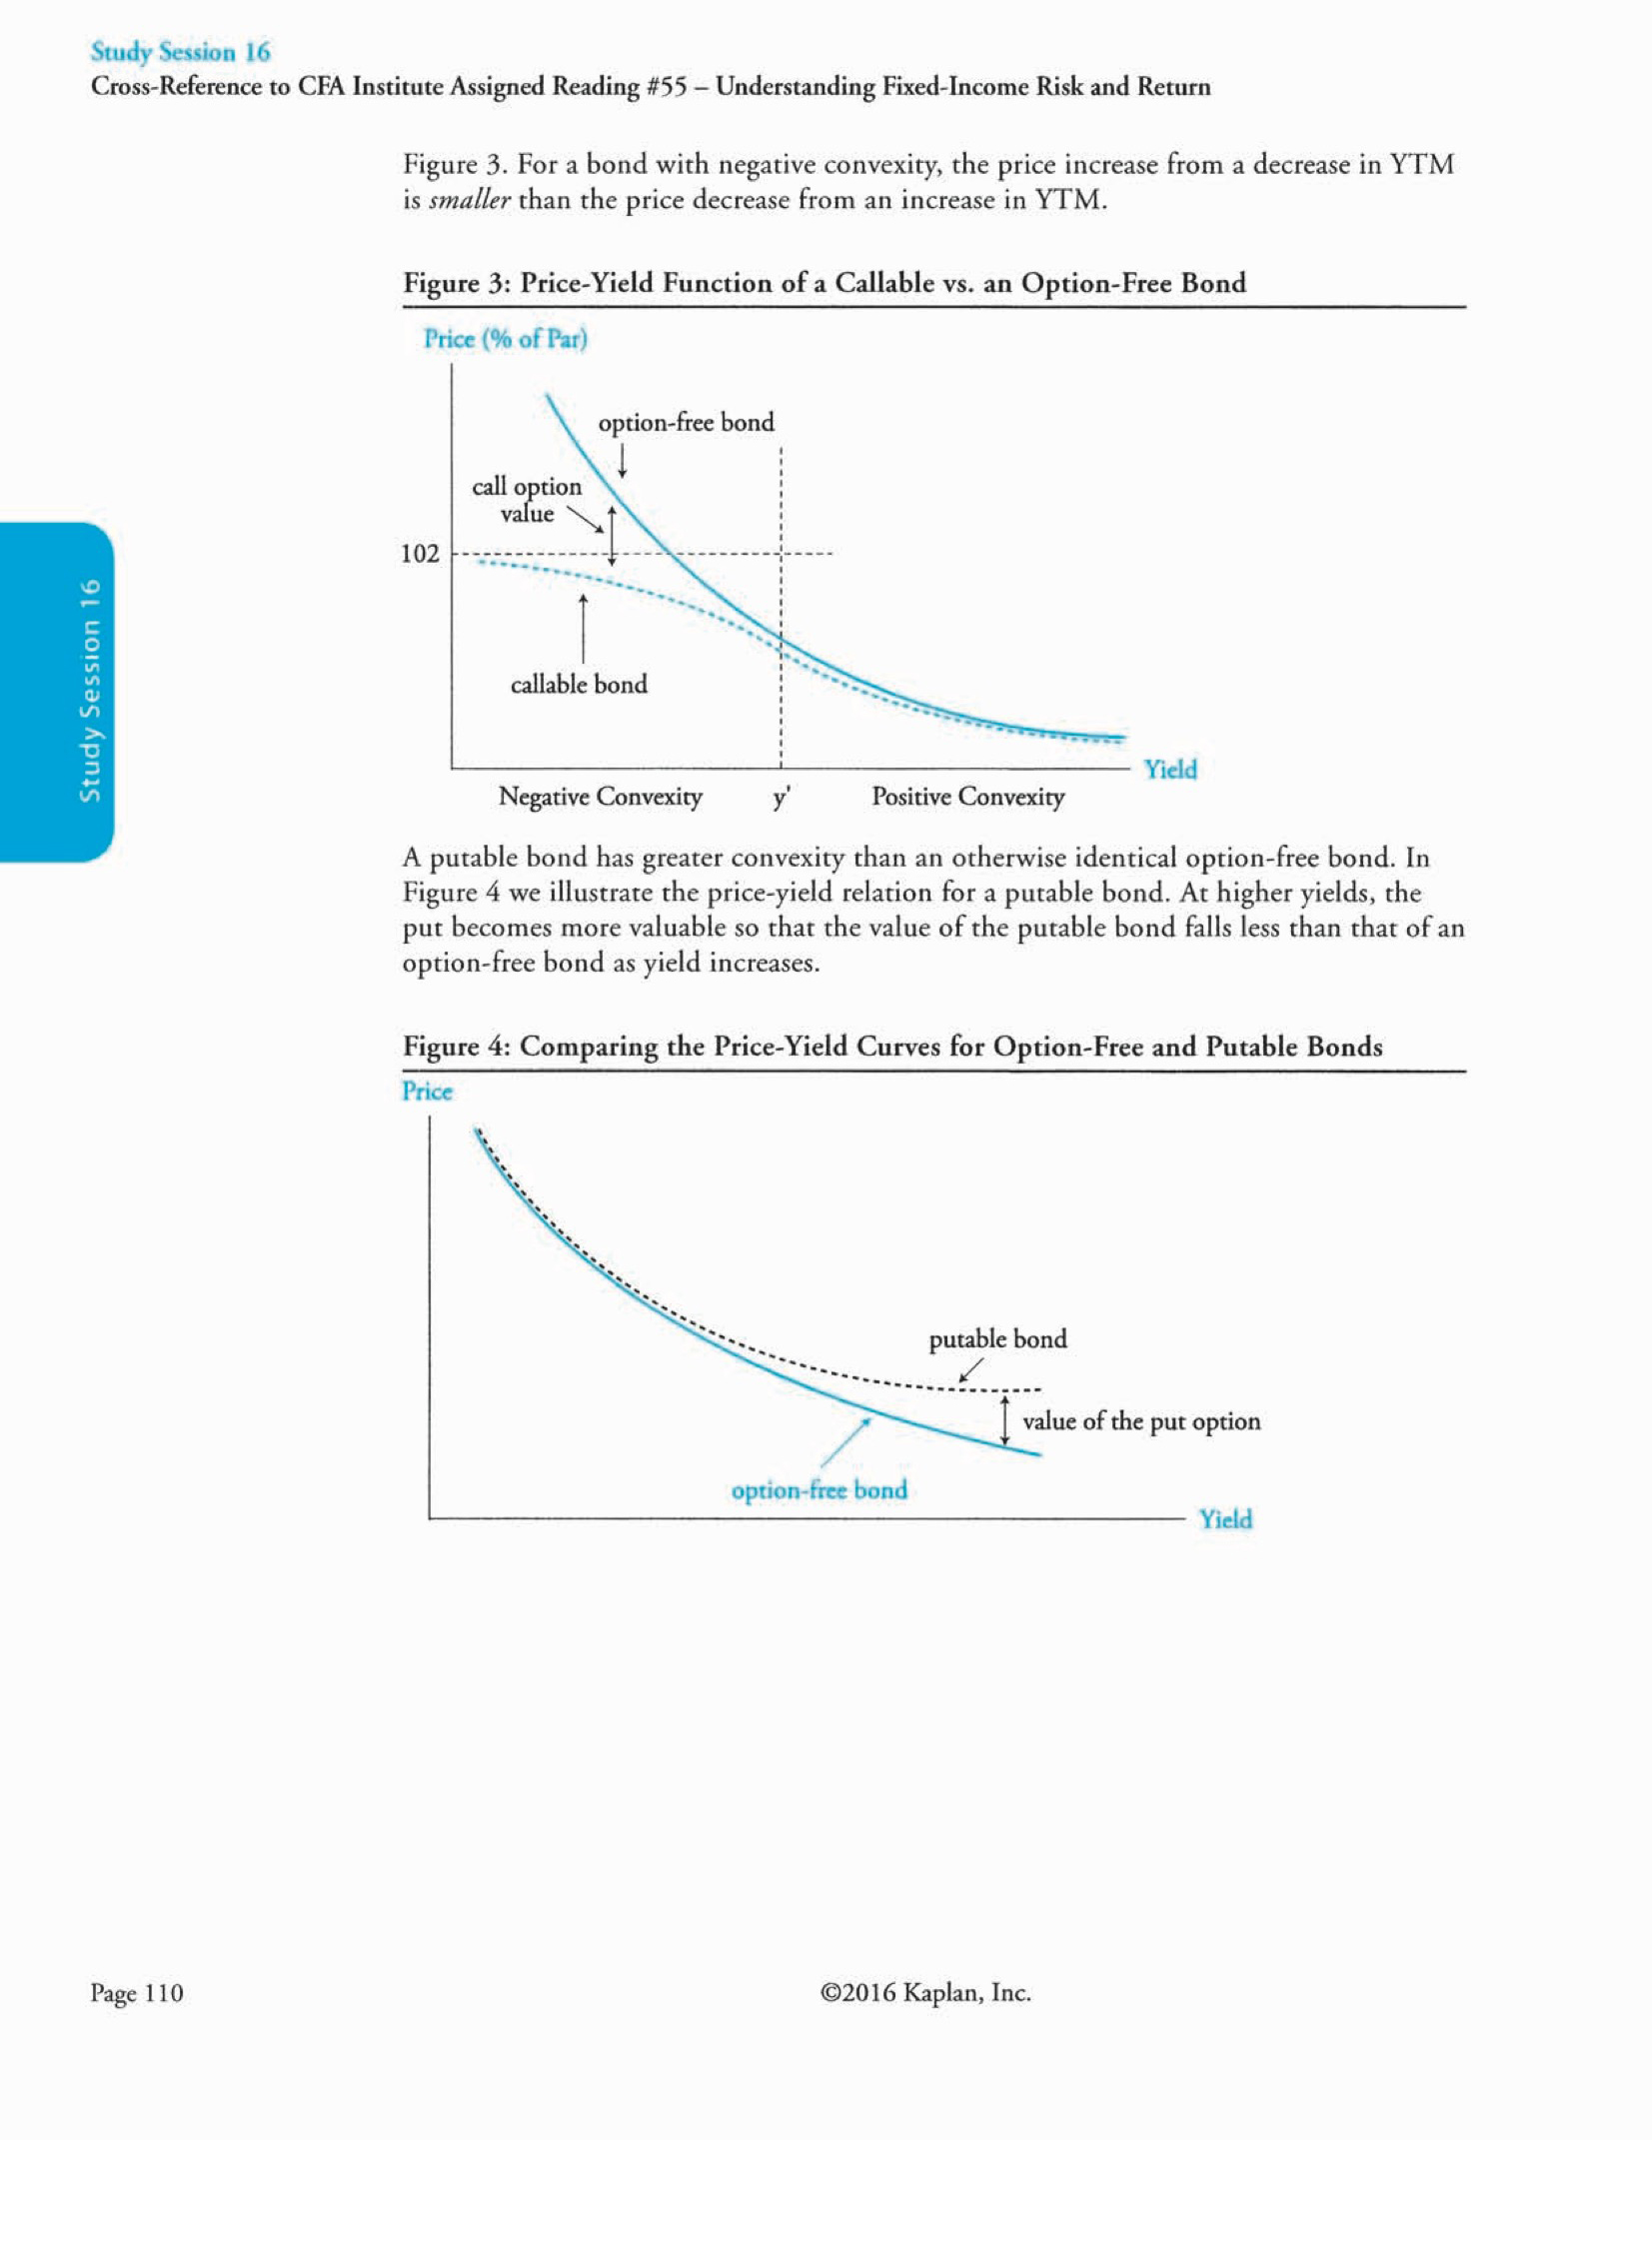 Study Session 16
Cross-Reference to CFA Institute Assigned Reading #55 – Understanding Fixed-Income Risk and Return
Figure 3. For a bond with negative convexity, the price increase from a decrease in YTM
is smaller than the price decrease from an increase in YTM.
Figure 3: Price-Yield Function of a Callable vs. an Option-Free Bond
Price (% of Par)
option-free bond
call option
value
102
callable bond
Yield
Negative Convexity y' Positive Convexity
Study Session 16
A putable bond has greater convexity than an otherwise identical option-free bond. In
Figure 4 we illustrate the price-yield relation for a putable bond. At higher yields, the
put becomes more valuable so that the value of the putable bond falls less than that of an
option-free bond as yield increases.
Figure 4: Comparing the Price-Yield Curves for Option-Free and Putable Bonds
Price
putable bond
value of the put option
option-free bond
Yield
Page 110
©2016 Kaplan, Inc.